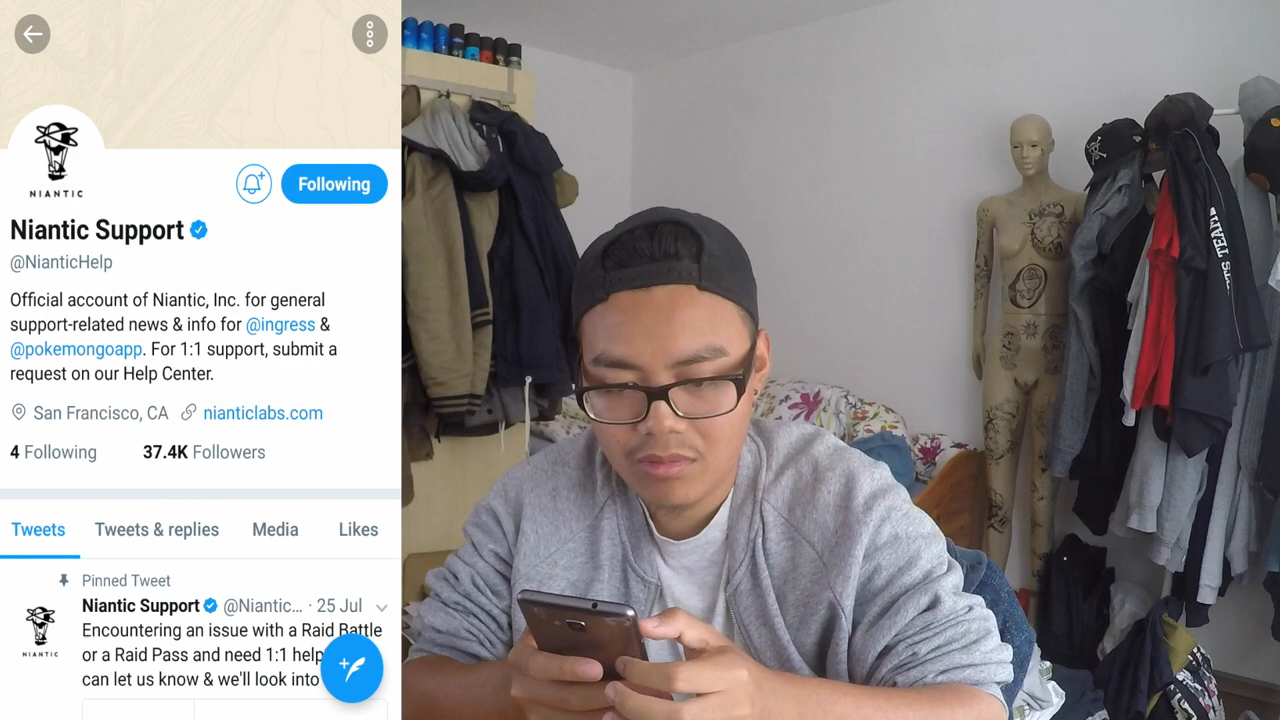 NIANTIC
Following
Niantic Support
@NianticHelp
Official account of Niantic, Inc. for general
support-related news & info for @ingress &
@pokemongoapp. For 1:1 support, submit a
request on our Help Center.
San Francisco, CA nianticlabs.com
4 Following 37.4K Followers
Tweets Tweets & replies Media Likes
Pinned Tweet
Niantic Support @Niantic... · 25 Jul
Encountering an issue with a Raid Battle
or a Raid Pass and need 1:1 help
can let us know & we'll look into
NIANTIC
TEAM